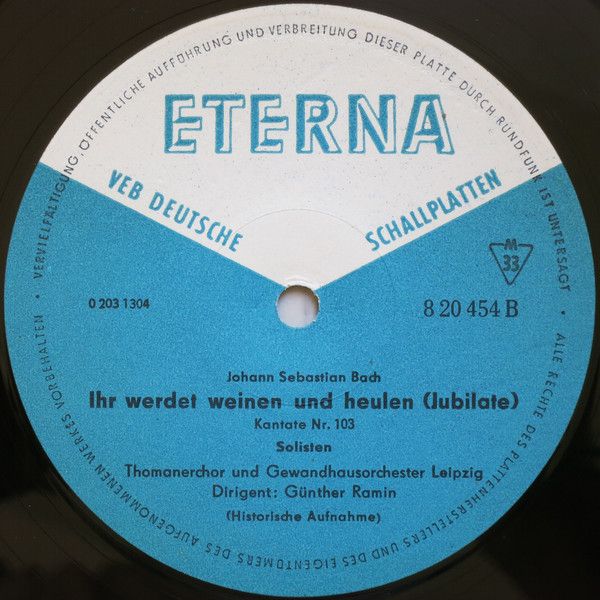 VERVIELFÄLTIGUNG, ÖFFENTLICHE AUFFÜHRUNG UND VERBREITUNG DIESER PLATTE DURCH RUNDFUNK IST UNTERSAGT •
ALLE RECHTE DES PLATTENHERSTELLERS UND DES EIGENTÜMERS DES AUFGENOMMENEN WERKES VORBEHALTEN •
ETERNA
VEB DEUTSCHE SCHALLPLATTEN
M
33
0 203 1304
8 20 454 B
Johann Sebastian Bach
Ihr werdet weinen und heulen (Jubilate)
Kantate Nr. 103
Solisten
Thomanerchor und Gewandhausorchester Leipzig
Dirigent: Günther Ramin
(Historische Aufnahme)